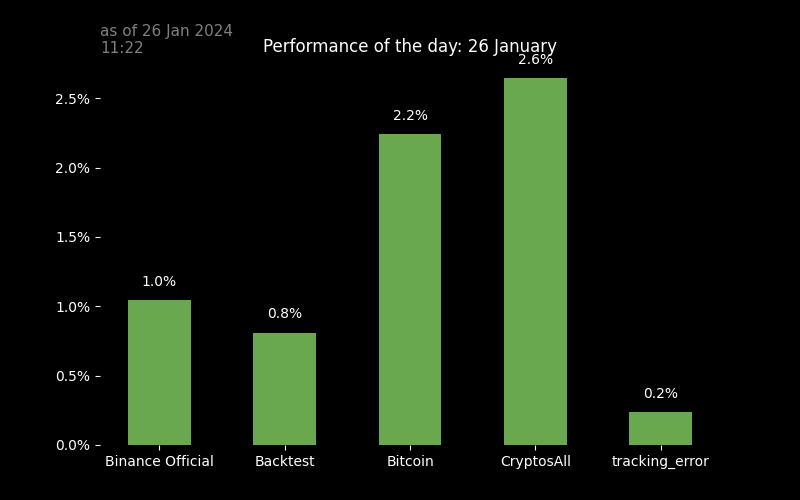 as of 26 Jan 2024
11:22
Performance of the day: 26 January
2.6%
2.5%
2.2%
2.0%
1.5%
1.0%
1.0%
0.8%
0.5%
0.2%
0.0%
Binance Official
Backtest
Bitcoin
CryptosAll
tracking_error